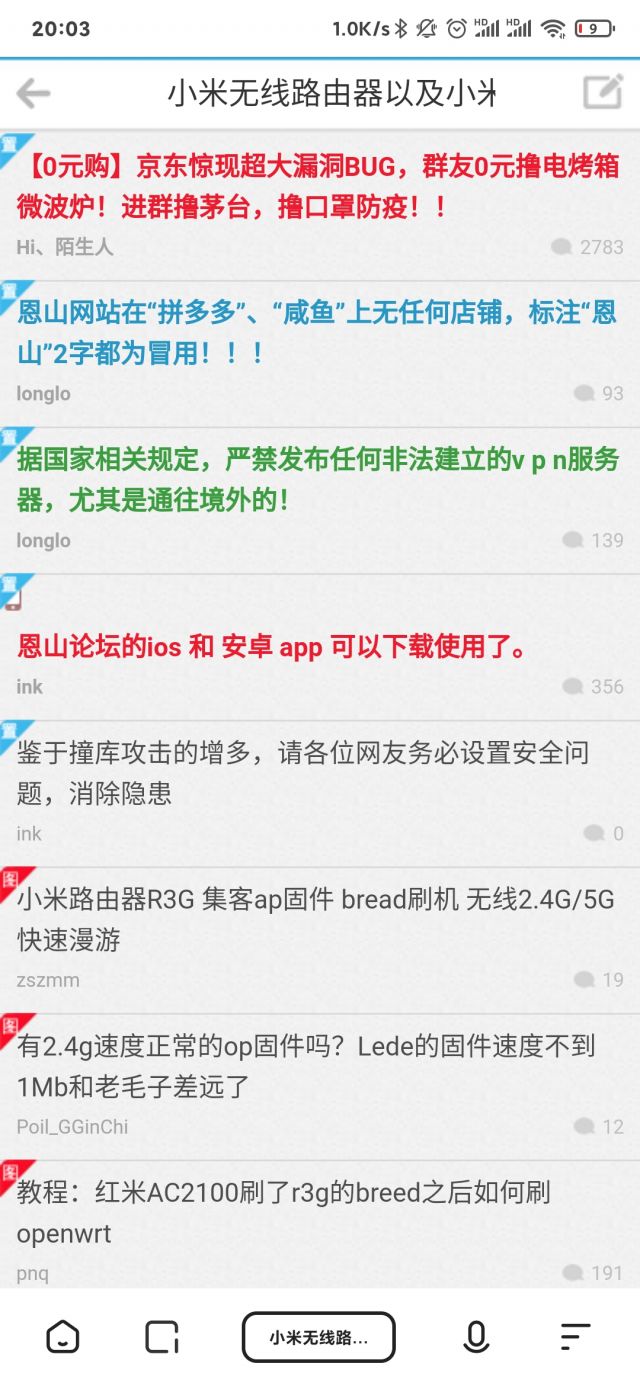 20:03
1.0K/s HD HD 9
小米无线路由器以及小米
置
【0元购】京东惊现超大漏洞BUG，群友0元撸电烤箱
微波炉！进群撸茅台，撸口罩防疫！！
Hi、陌生人 2783
置
恩山网站在“拼多多”、“咸鱼”上无任何店铺，标注“恩
山”2字都为冒用！！！
longlo 93
置
据国家相关规定，严禁发布任何非法建立的v p n服务
器，尤其是通往境外的！
longlo 139
置
恩山论坛的ios 和 安卓 app 可以下载使用了。
ink 356
置
鉴于撞库攻击的增多，请各位网友务必设置安全问
题，消除隐患
ink 0
图
小米路由器R3G 集客ap固件 bread刷机 无线2.4G/5G
快速漫游
zszmm 19
图
有2.4g速度正常的op固件吗？Lede的固件速度不到
1Mb和老毛子差远了
Poil_GGinChi 12
图
教程：红米AC2100刷了r3g的breed之后如何刷
openwrt
pnq 191
小米无线路...